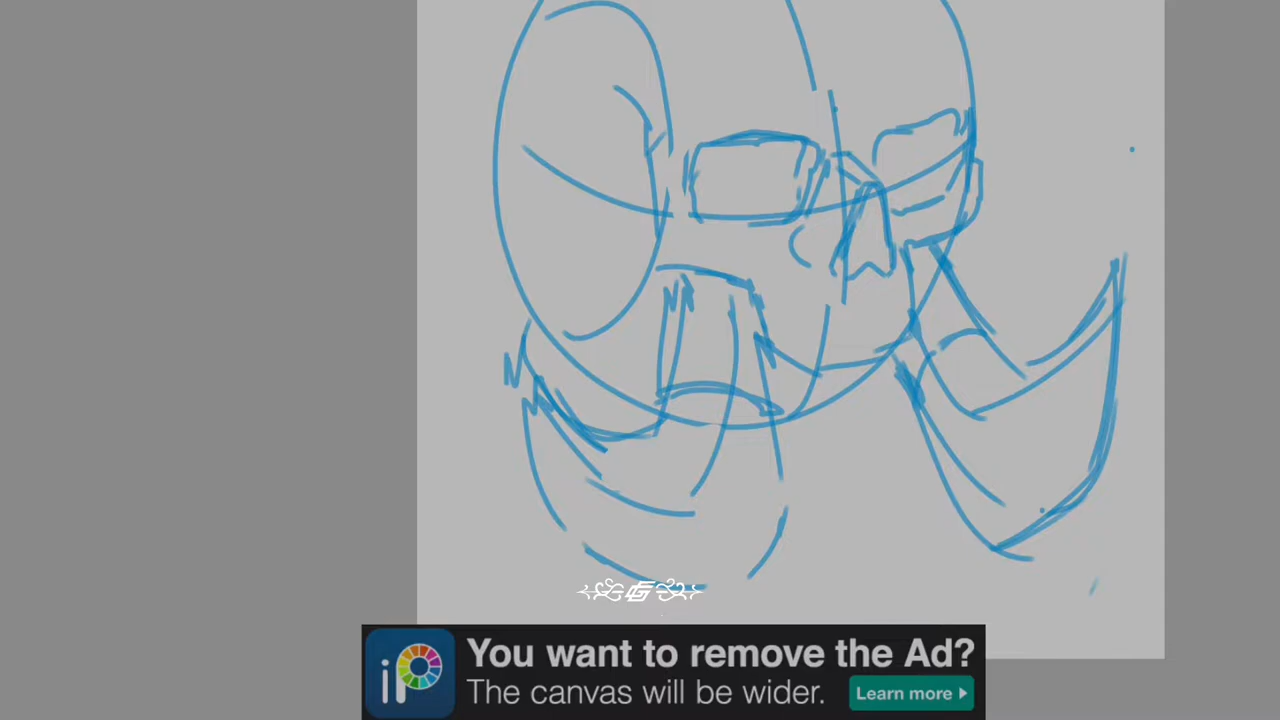 You want to remove the Ad?
The canvas will be wider.
Learn more